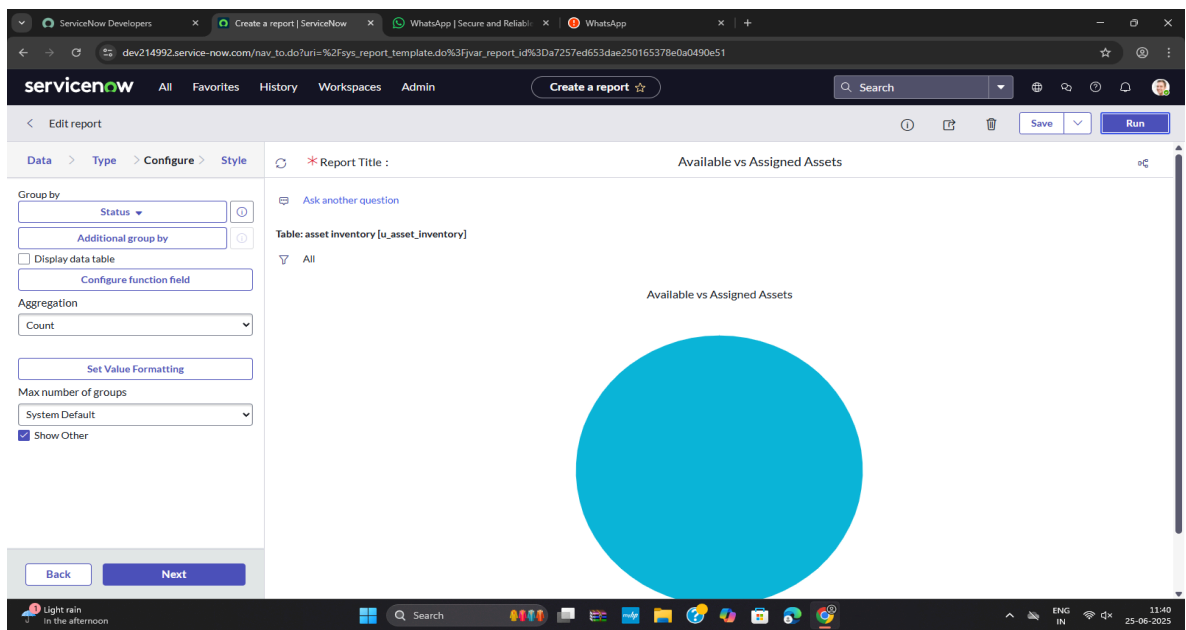 ServiceNow Developers
Create a report | ServiceNow
WhatsApp | Secure and Reliable
WhatsApp
dev214992.service-now.com/nav_to.do?uri=%2Fsys_report_template.do%3Fjvar_report_id%3Da7257ed653dae250165378e0a0490e51
servicenow All Favorites History Workspaces Admin Create a report Search
Edit report Save Run
Data > Type > Configure > Style
*Report Title : Available vs Assigned Assets
Group by
Status
Additional group by
Display data table
Configure function field
Aggregation
Count
Set Value Formatting
Max number of groups
System Default
Show Other
Back Next
Ask another question
Table: asset inventory [u_asset_inventory]
All
Available vs Assigned Assets
1
Light rain
In the afternoon
Search
ENG
IN
11:40
25-06-2025